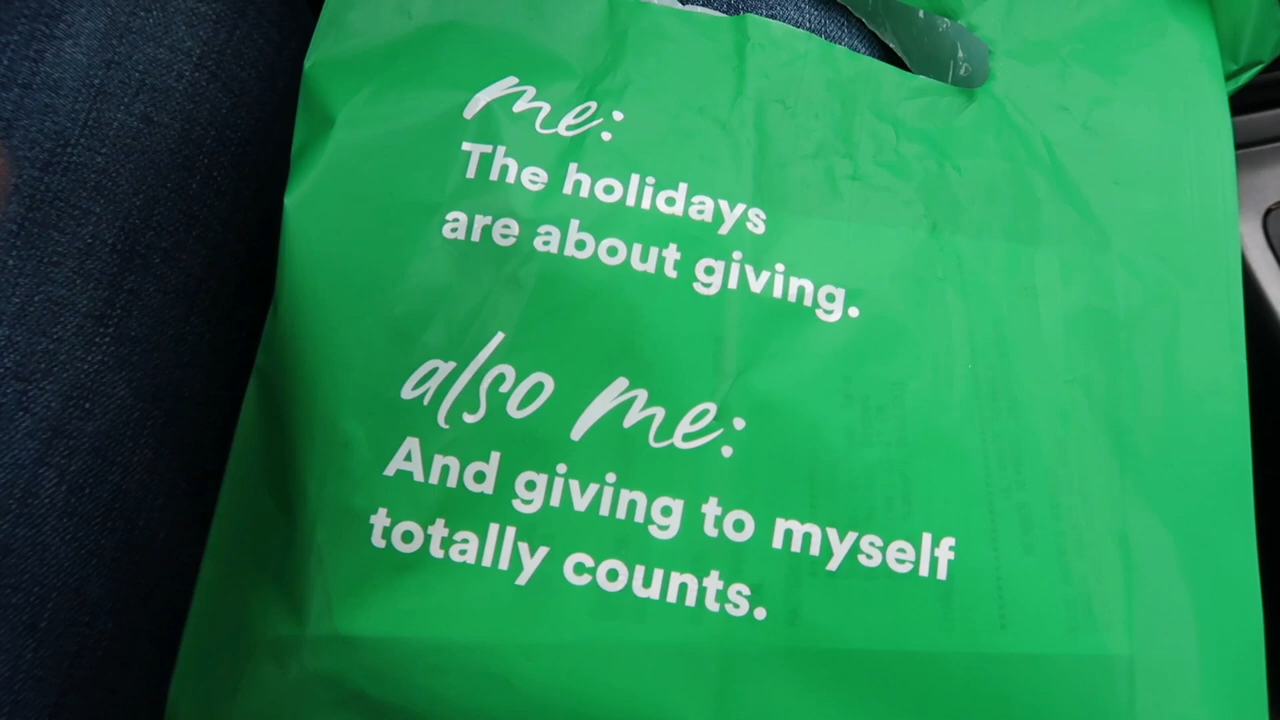 me:
The holidays
are about giving.
also me:
And giving to myself
totally counts.